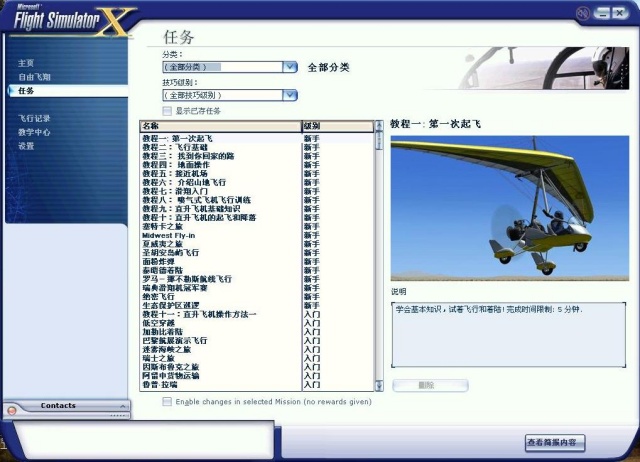 Microsoft
Flight Simulator X
任务
主页
自由飞翔
任务
飞行记录
教学中心
设置
分类:
(全部分类)
全部分类
技巧级别:
(全部技巧级别)
显示已存任务
名称 级别
教程一: 第一次起飞 新手
教程二: 飞行基础 新手
教程三: 找到你回家的路 新手
教程四: 地面操作 新手
教程五: 接近机场 新手
教程六: 介绍山地飞行 新手
教程七: 滑翔入门 新手
教程八: 喷气式飞机飞行训练 新手
教程九: 直升飞机基础知识 新手
教程十: 直升飞机的起飞和降落 新手
塞特卡之旅 新手
Midwest Fly-in 新手
夏威夷之旅 新手
圣胡安岛屿飞行 新手
面粉炸弹 新手
泰暗德着陆 新手
罗马-那不勒斯航线飞行 新手
瑞典滑翔机冠军赛 新手
绝密飞行 新手
生态保护区巡逻 新手
教程十一: 直升飞机操作方法一 入门
低空穿越 入门
加勒比着陆 入门
巴黎航展演示飞行 入门
迷雾海峡之旅 入门
瑞士之旅 入门
因斯布鲁克之旅 入门
阿留申货物运输 入门
鲁普·拉瑞 入门
教程一: 第一次起飞
说明
学会基本知识, 试着飞行和着陆! 完成时间限制: 5 分钟.
删除
Enable changes in selected Mission (no rewards given)
Contacts
查看简报内容